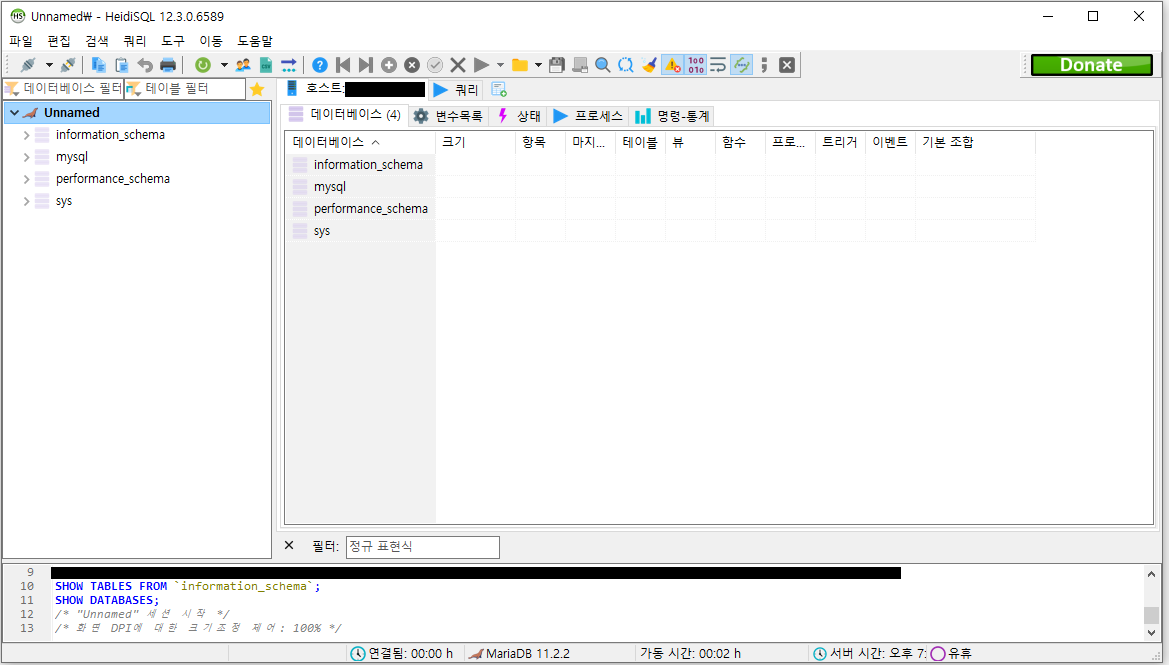 Unnamed₩ - HeidiSQL 12.3.0.6589
파일 편집 검색 쿼리 도구 이동 도움말
Donate
데이터베이스 필터 테이블 필터
호스트: 쿼리
Unnamed
information_schema
mysql
performance_schema
sys
데이터베이스 (4) 변수목록 상태 프로세스 명령-통계
데이터베이스 크기 항목 마지... 테이블 뷰 함수 프로... 트리거 이벤트 기본 조합
information_schema
mysql
performance_schema
sys
필터: 정규 표현식
9
10 SHOW TABLES FROM `information_schema`;
11 SHOW DATABASES;
12 /* "Unnamed" 세션 시작 */
13 /* 화면 DPI에 대한 크기조정 제어: 100% */
연결됨: 00:00 h MariaDB 11.2.2 가동 시간: 00:02 h 서버 시간: 오후 7: 유휴